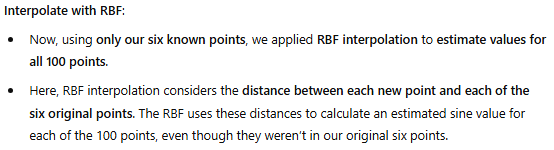 Interpolate with RBF:
• Now, using only our six known points, we applied RBF interpolation to estimate values for
all 100 points.
• Here, RBF interpolation considers the distance between each new point and each of the
six original points. The RBF uses these distances to calculate an estimated sine value for
each of the 100 points, even though they weren't in our original six points.